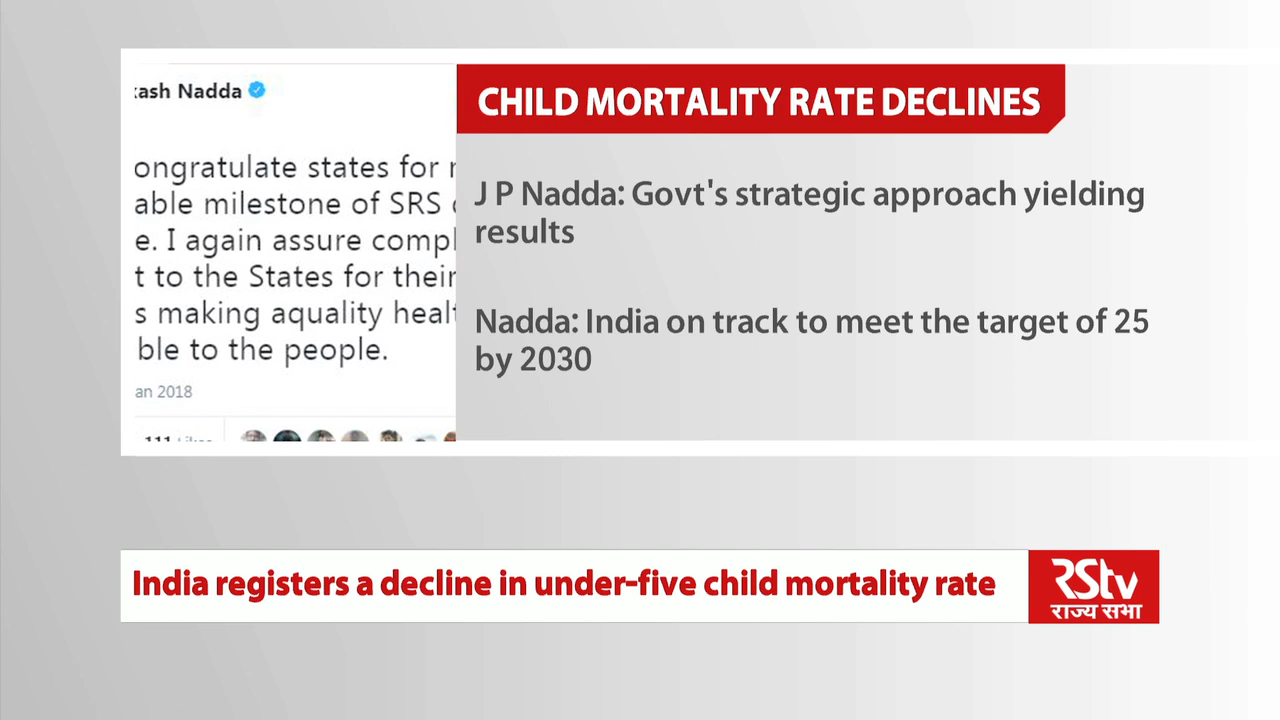 kash Nadda
CHILD MORTALITY RATE DECLINES
ongratulate states for
able milestone of SRS
e. I again assure compl
t to the States for their
s making aquality healt
ble to the people.
an 2018
111 Likes
J P Nadda: Govt's strategic approach yielding
results
Nadda: India on track to meet the target of 25
by 2030
India registers a decline in under-five child mortality rate
RStv
राज्य सभा